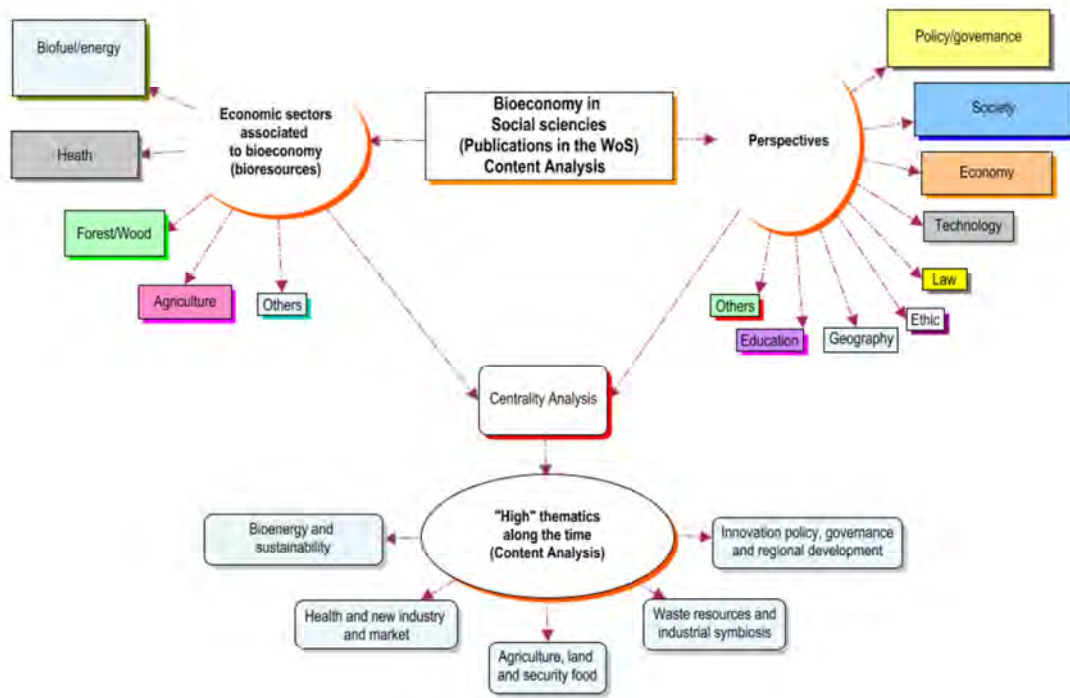 Bioeconomy in
Social sciencies
(Publications in the WoS)
Content Analysis
Economic sectors
associated
to bioeconomy
(bioresources)
Biofuel/energy
Heath
Forest/Wood
Agriculture
Others
Perspectives
Policy/governance
Society
Economy
Technology
Law
Ethic
Geography
Education
Others
Centrality Analysis
"High" thematics
along the time
(Content Analysis)
Bioenergy and
sustainability
Health and new industry
and market
Agriculture, land
and security food
Waste resources and
industrial symbiosis
Innovation policy, governance
and regional development